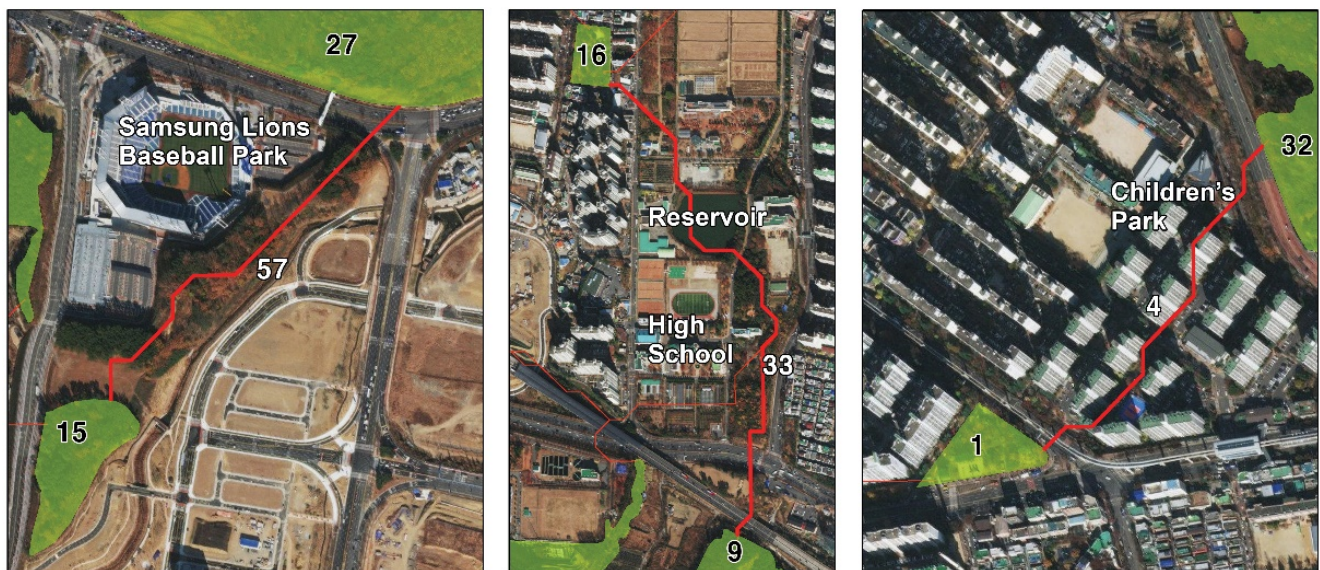 27
Samsung Lions
Baseball Park
57
15
16
Reservoir
High
School
33
9
32
Children's
Park
4
1